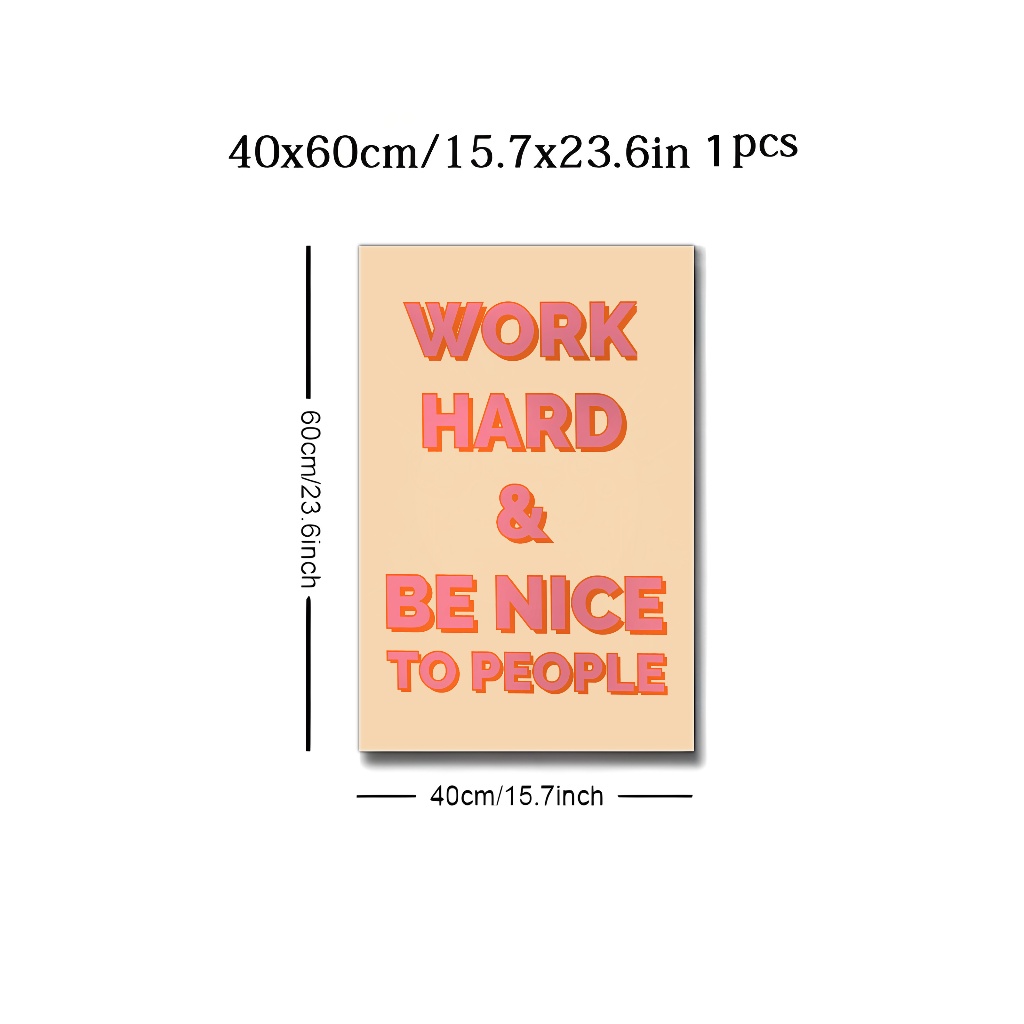 40x60cm/15.7x23.6in 1pcs
WORK
HARD
&
BE NICE
TO PEOPLE
60cm/23.6inch
40cm/15.7inch